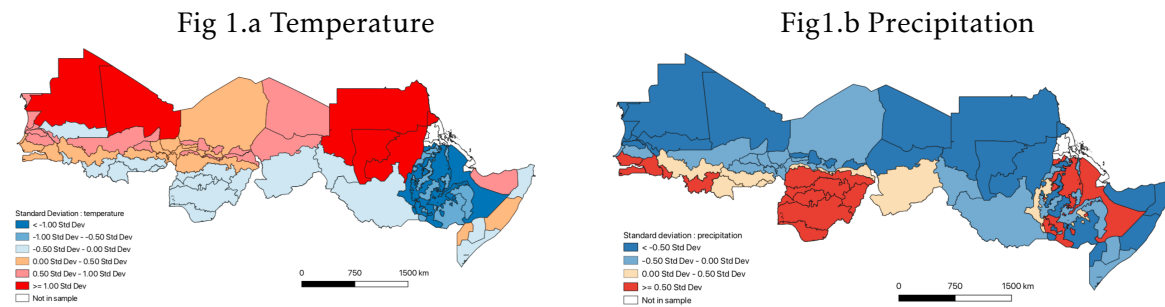 Fig 1.a Temperature
Standard Deviation : temperature
< -1.00 Std Dev
-1.00 Std Dev - -0.50 Std Dev
-0.50 Std Dev - 0.00 Std Dev
0.00 Std Dev - 0.50 Std Dev
0.50 Std Dev - 1.00 Std Dev
>= 1.00 Std Dev
Not in sample
0 750 1500 km
Fig1.b Precipitation
Standard deviation : precipitation
< -0.50 Std Dev
-0.50 Std Dev - 0.00 Std Dev
0.00 Std Dev - 0.50 Std Dev
>= 0.50 Std Dev
Not in sample
0 750 1500 km